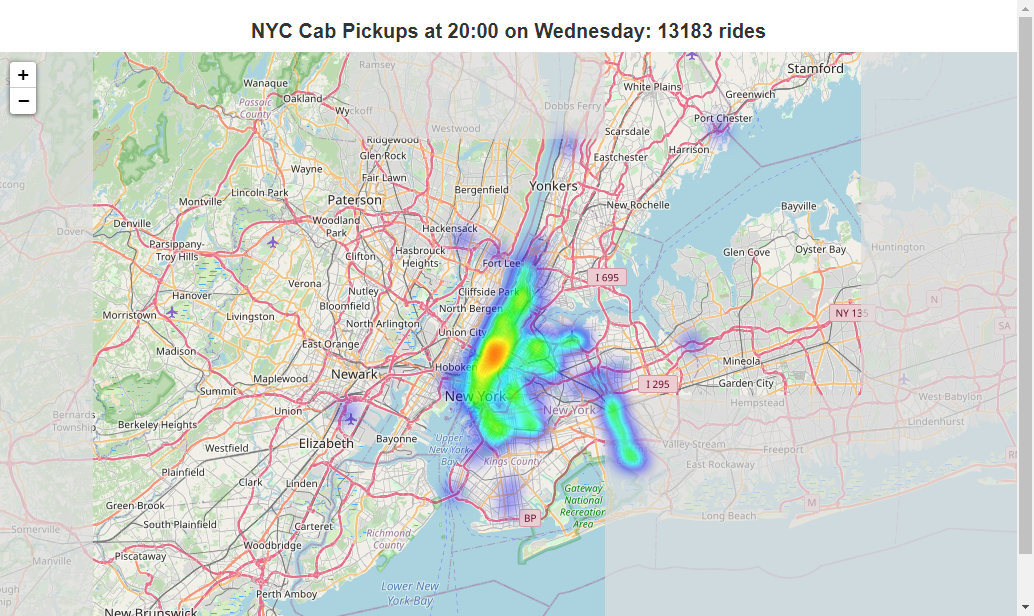 NYC Cab Pickups at 20:00 on Wednesday: 13183 rides
+
−
Ramsey
Stamford
Wanaque
White Plains
Greenwich
Oakland
Passaic
County
Wyckoff
Dobbs Ferry
Port Chester
Westwood
Scarsdale
Ridgewood
Harrison
Glen Rock
Eastchester
Wayne
Fair Lawn
Bergenfield
Yonkers
Lincoln Park
Paterson
Montville
New Rochelle
Bayville
Denville
Woodland
Park
Hackensack
Dover
Parsippany-
Troy Hills
Clifton
Hasbrouck
Heights
Fort Lee
Glen Cove
Oyster Bay
Huntington
I 695
Verona
Nutley
Cliffside Park
Hanover
Bloomfield
North Bergen
N
Morristown
Livingston
North Arlington
NY 135
Union City
SA
East Orange
Madison
Mineola
Hoboken
Newark
Summit
Maplewood
I 295
Garden City
New York
West Babylon
Hempstead
Bernards
Township
Union
New York
Lindenhurst
Berkeley Heights
Elizabeth
Bayonne
Upper
New York
Bay
Valley Stream
Freeport
Westfield
Kings County
East Rockaway
Plainfield
Clark
Linden
Gateway
National
Recreation
Area
Green Brook
M
South Plainfield
Carteret
BP
Long Beach
Somerville
Richmond
County
Woodbridge
Piscataway
Manville
Perth Amboy
Lower New
York Bay
New Brunswick